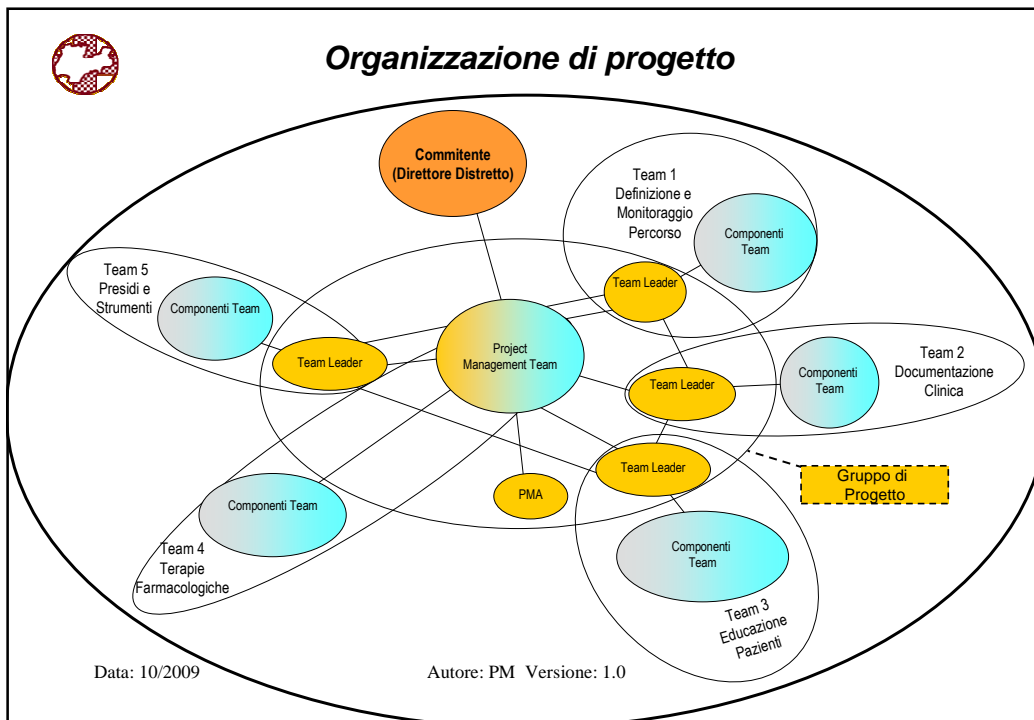 Organizzazione di progetto
Commitente
(Direttore Distretto)
Team 1
Definizione e
Monitoraggio
Percorso
Componenti
Team
Team Leader
Team 5
Presidi e
Strumenti
Componenti Team
Team Leader
Project
Management Team
Team Leader
Componenti
Team
Team 2
Documentazione
Clinica
Team Leader
Gruppo di
Progetto
PMA
Componenti Team
Team 4
Terapie
Farmacologiche
Componenti
Team
Team 3
Educazione
Pazienti
Data: 10/2009
Autore: PM Versione: 1.0